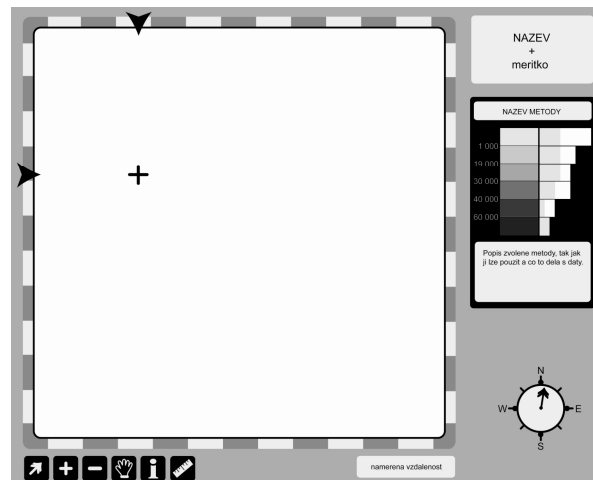 NAZEV
+
meritko
NAZEV METODY
1 000
19 000
30 000
40 000
60 000
Popis zvolene metody, tak jak
ji lze pouzit a co to dela s daty.
N
W
E
S
namerena vzdalenost